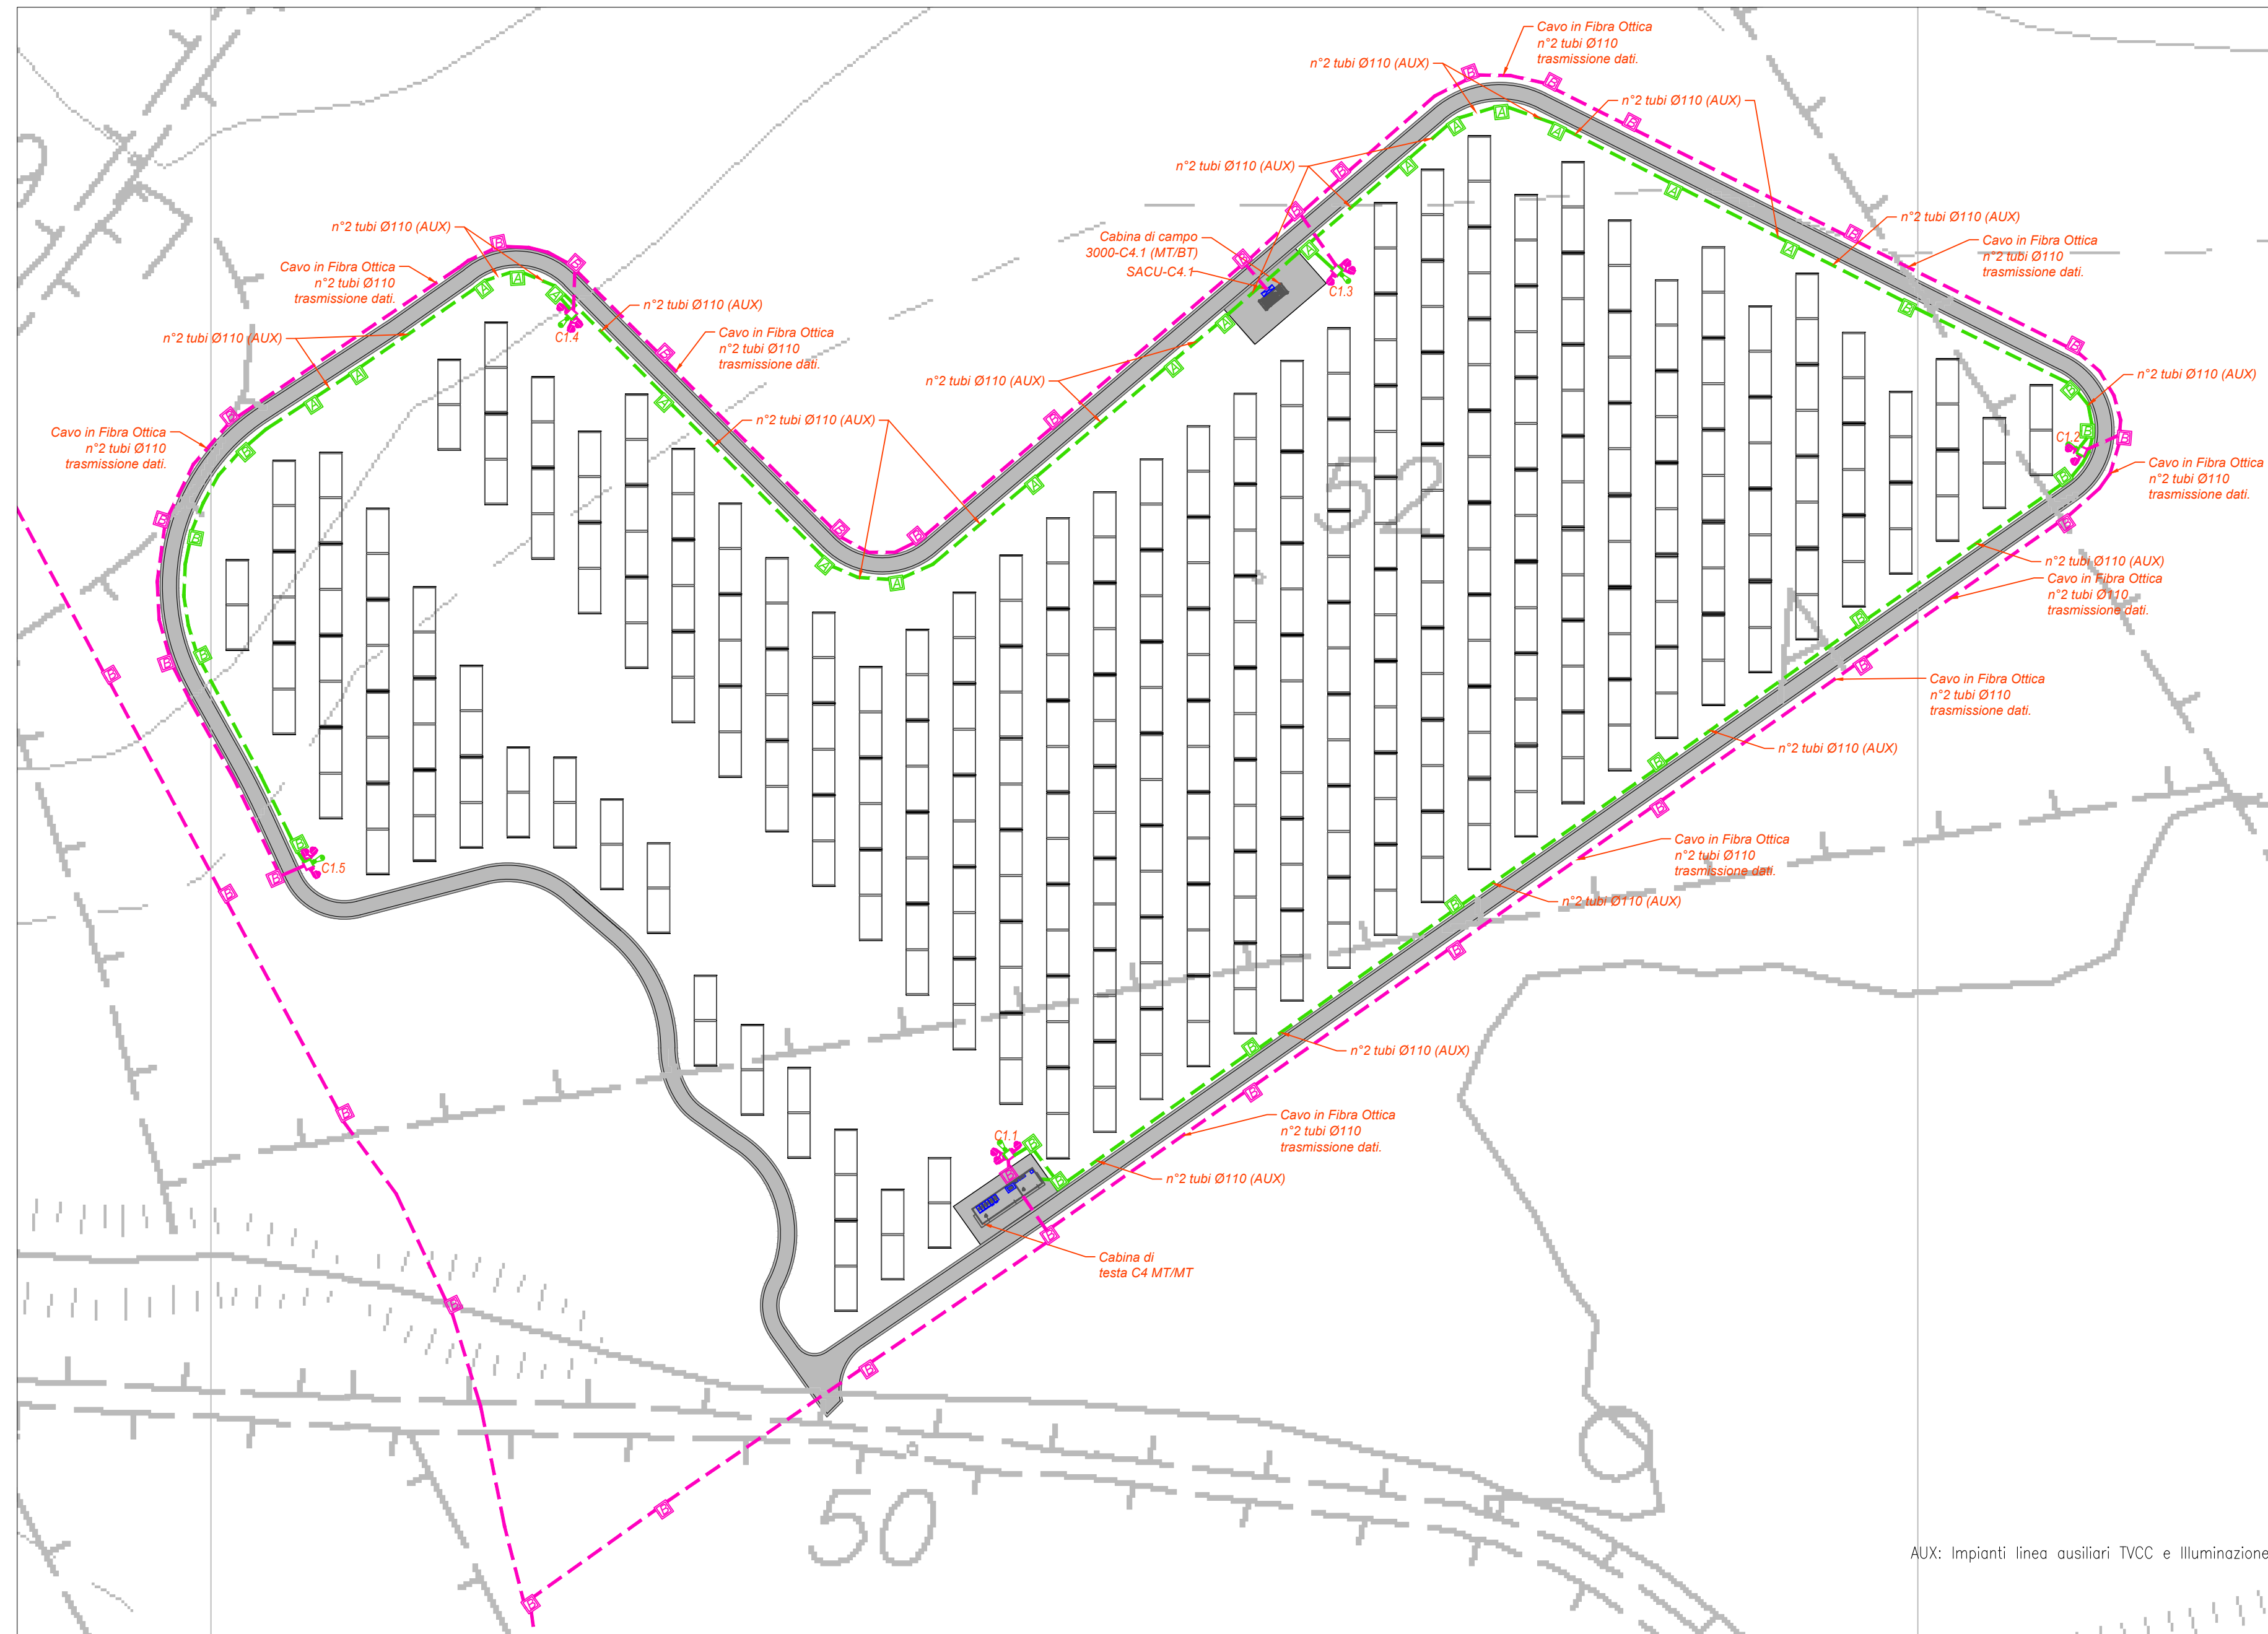 Cavo in Fibra Ottica
n°2 tubi Ø110
trasmissione dati.
n°2 tubi Ø110 (AUX)
n°2 tubi Ø110 (AUX)
n°2 tubi Ø110 (AUX)
n°2 tubi Ø110 (AUX)
n°2 tubi Ø110 (AUX)
Cabina di campo
3000-C4.1 (MT/BT)
SACU-C4.1
C1.3
Cavo in Fibra Ottica
n°2 tubi Ø110
trasmissione dati.
Cavo in Fibra Ottica
n°2 tubi Ø110
trasmissione dati.
n°2 tubi Ø110 (AUX)
C1.4
n°2 tubi Ø110 (AUX)
Cavo in Fibra Ottica
n°2 tubi Ø110
trasmissione dati.
n°2 tubi Ø110 (AUX)
n°2 tubi Ø110 (AUX)
n°2 tubi Ø110 (AUX)
Cavo in Fibra Ottica
n°2 tubi Ø110
trasmissione dati.
n°2 tubi Ø110 (AUX)
C1.2
Cavo in Fibra Ottica
n°2 tubi Ø110
trasmissione dati.
52
n°2 tubi Ø110 (AUX)
Cavo in Fibra Ottica
n°2 tubi Ø110
trasmissione dati.
Cavo in Fibra Ottica
n°2 tubi Ø110
trasmissione dati.
n°2 tubi Ø110 (AUX)
Cavo in Fibra Ottica
n°2 tubi Ø110
trasmissione dati.
C1.5
n°2 tubi Ø110 (AUX)
n°2 tubi Ø110 (AUX)
Cavo in Fibra Ottica
n°2 tubi Ø110
trasmissione dati.
C1.1
n°2 tubi Ø110 (AUX)
Cabina di
testa C4 MT/MT
50
AUX: Impianti linea ausiliari TVCC e Illuminazione